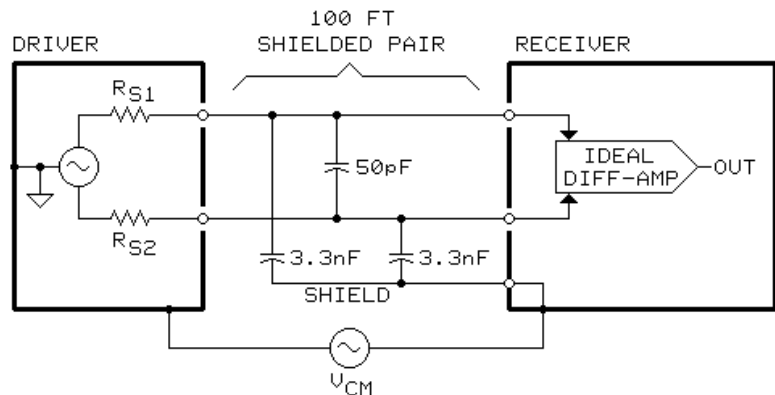 100 FT
DRIVER
SHIELDED PAIR
RECEIVER
RS1
50pF
IDEAL
DIFF-AMP
OUT
RS2
3.3nF
3.3nF
SHIELD
VCM